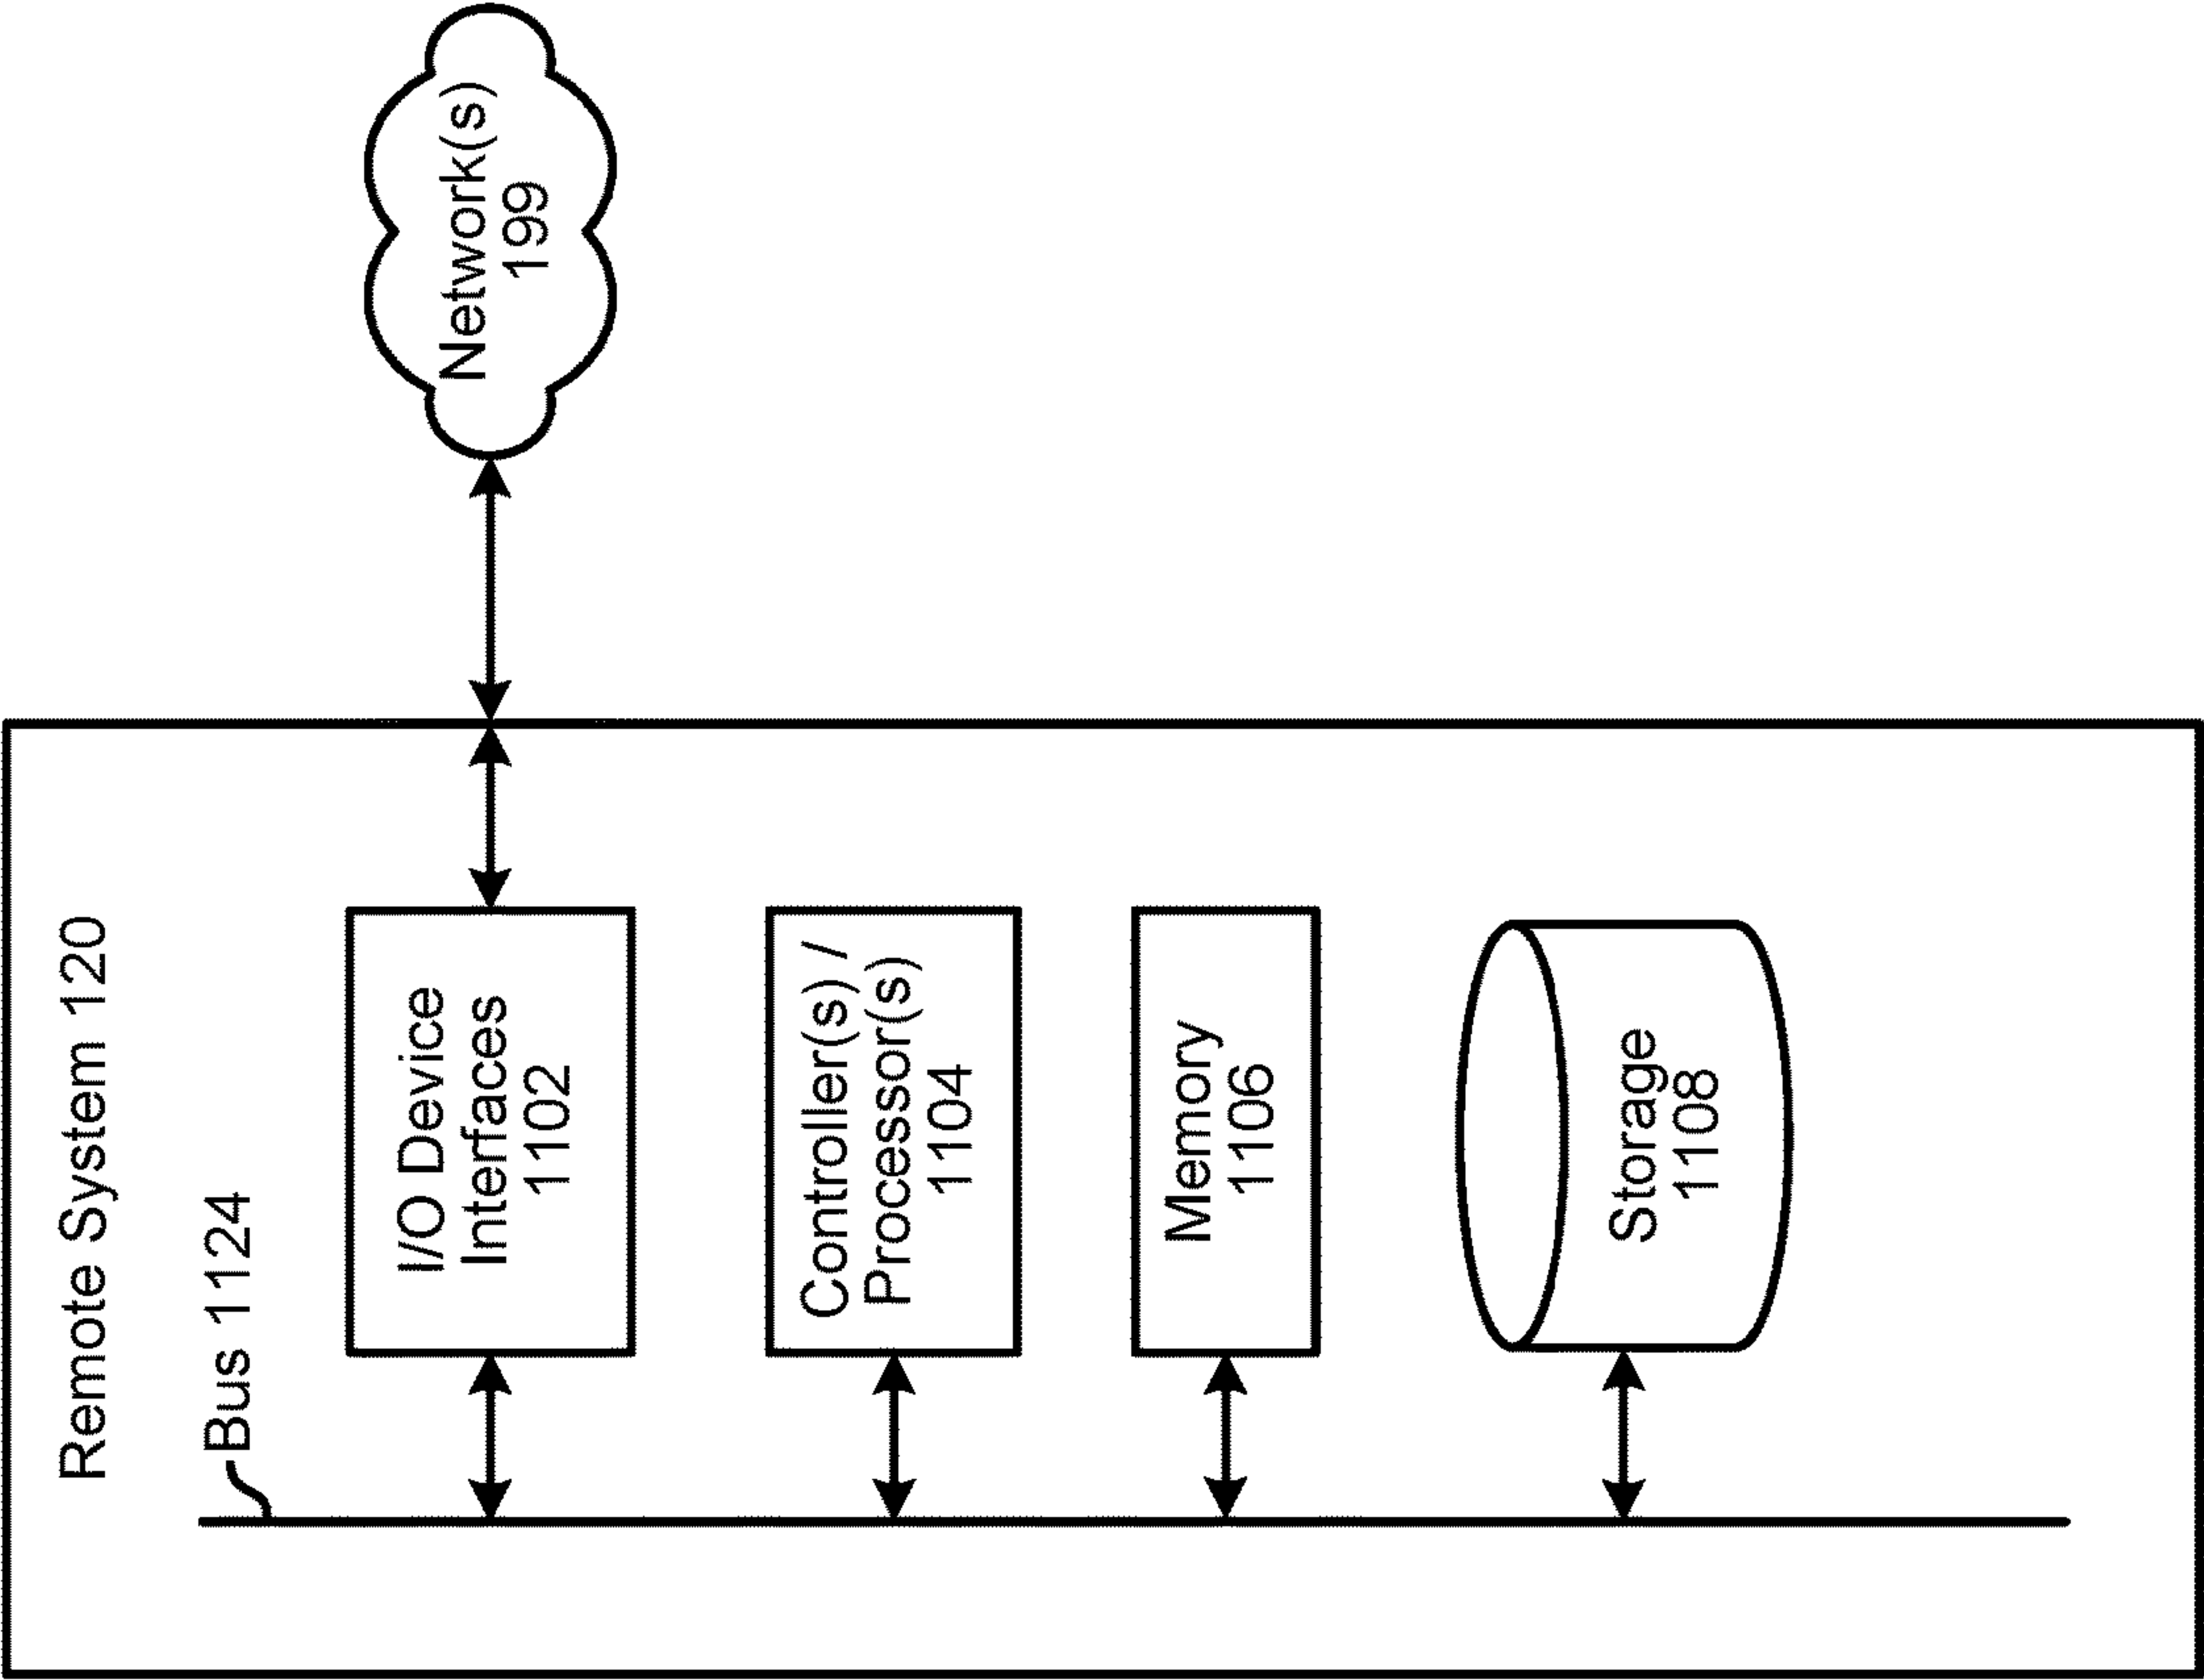 Remote System 120
Bus 1124
I/O Device
Interfaces
1102
Network(s)
199
Controller(s) /
Processor(s)
1104
Memory
1106
Storage
1108